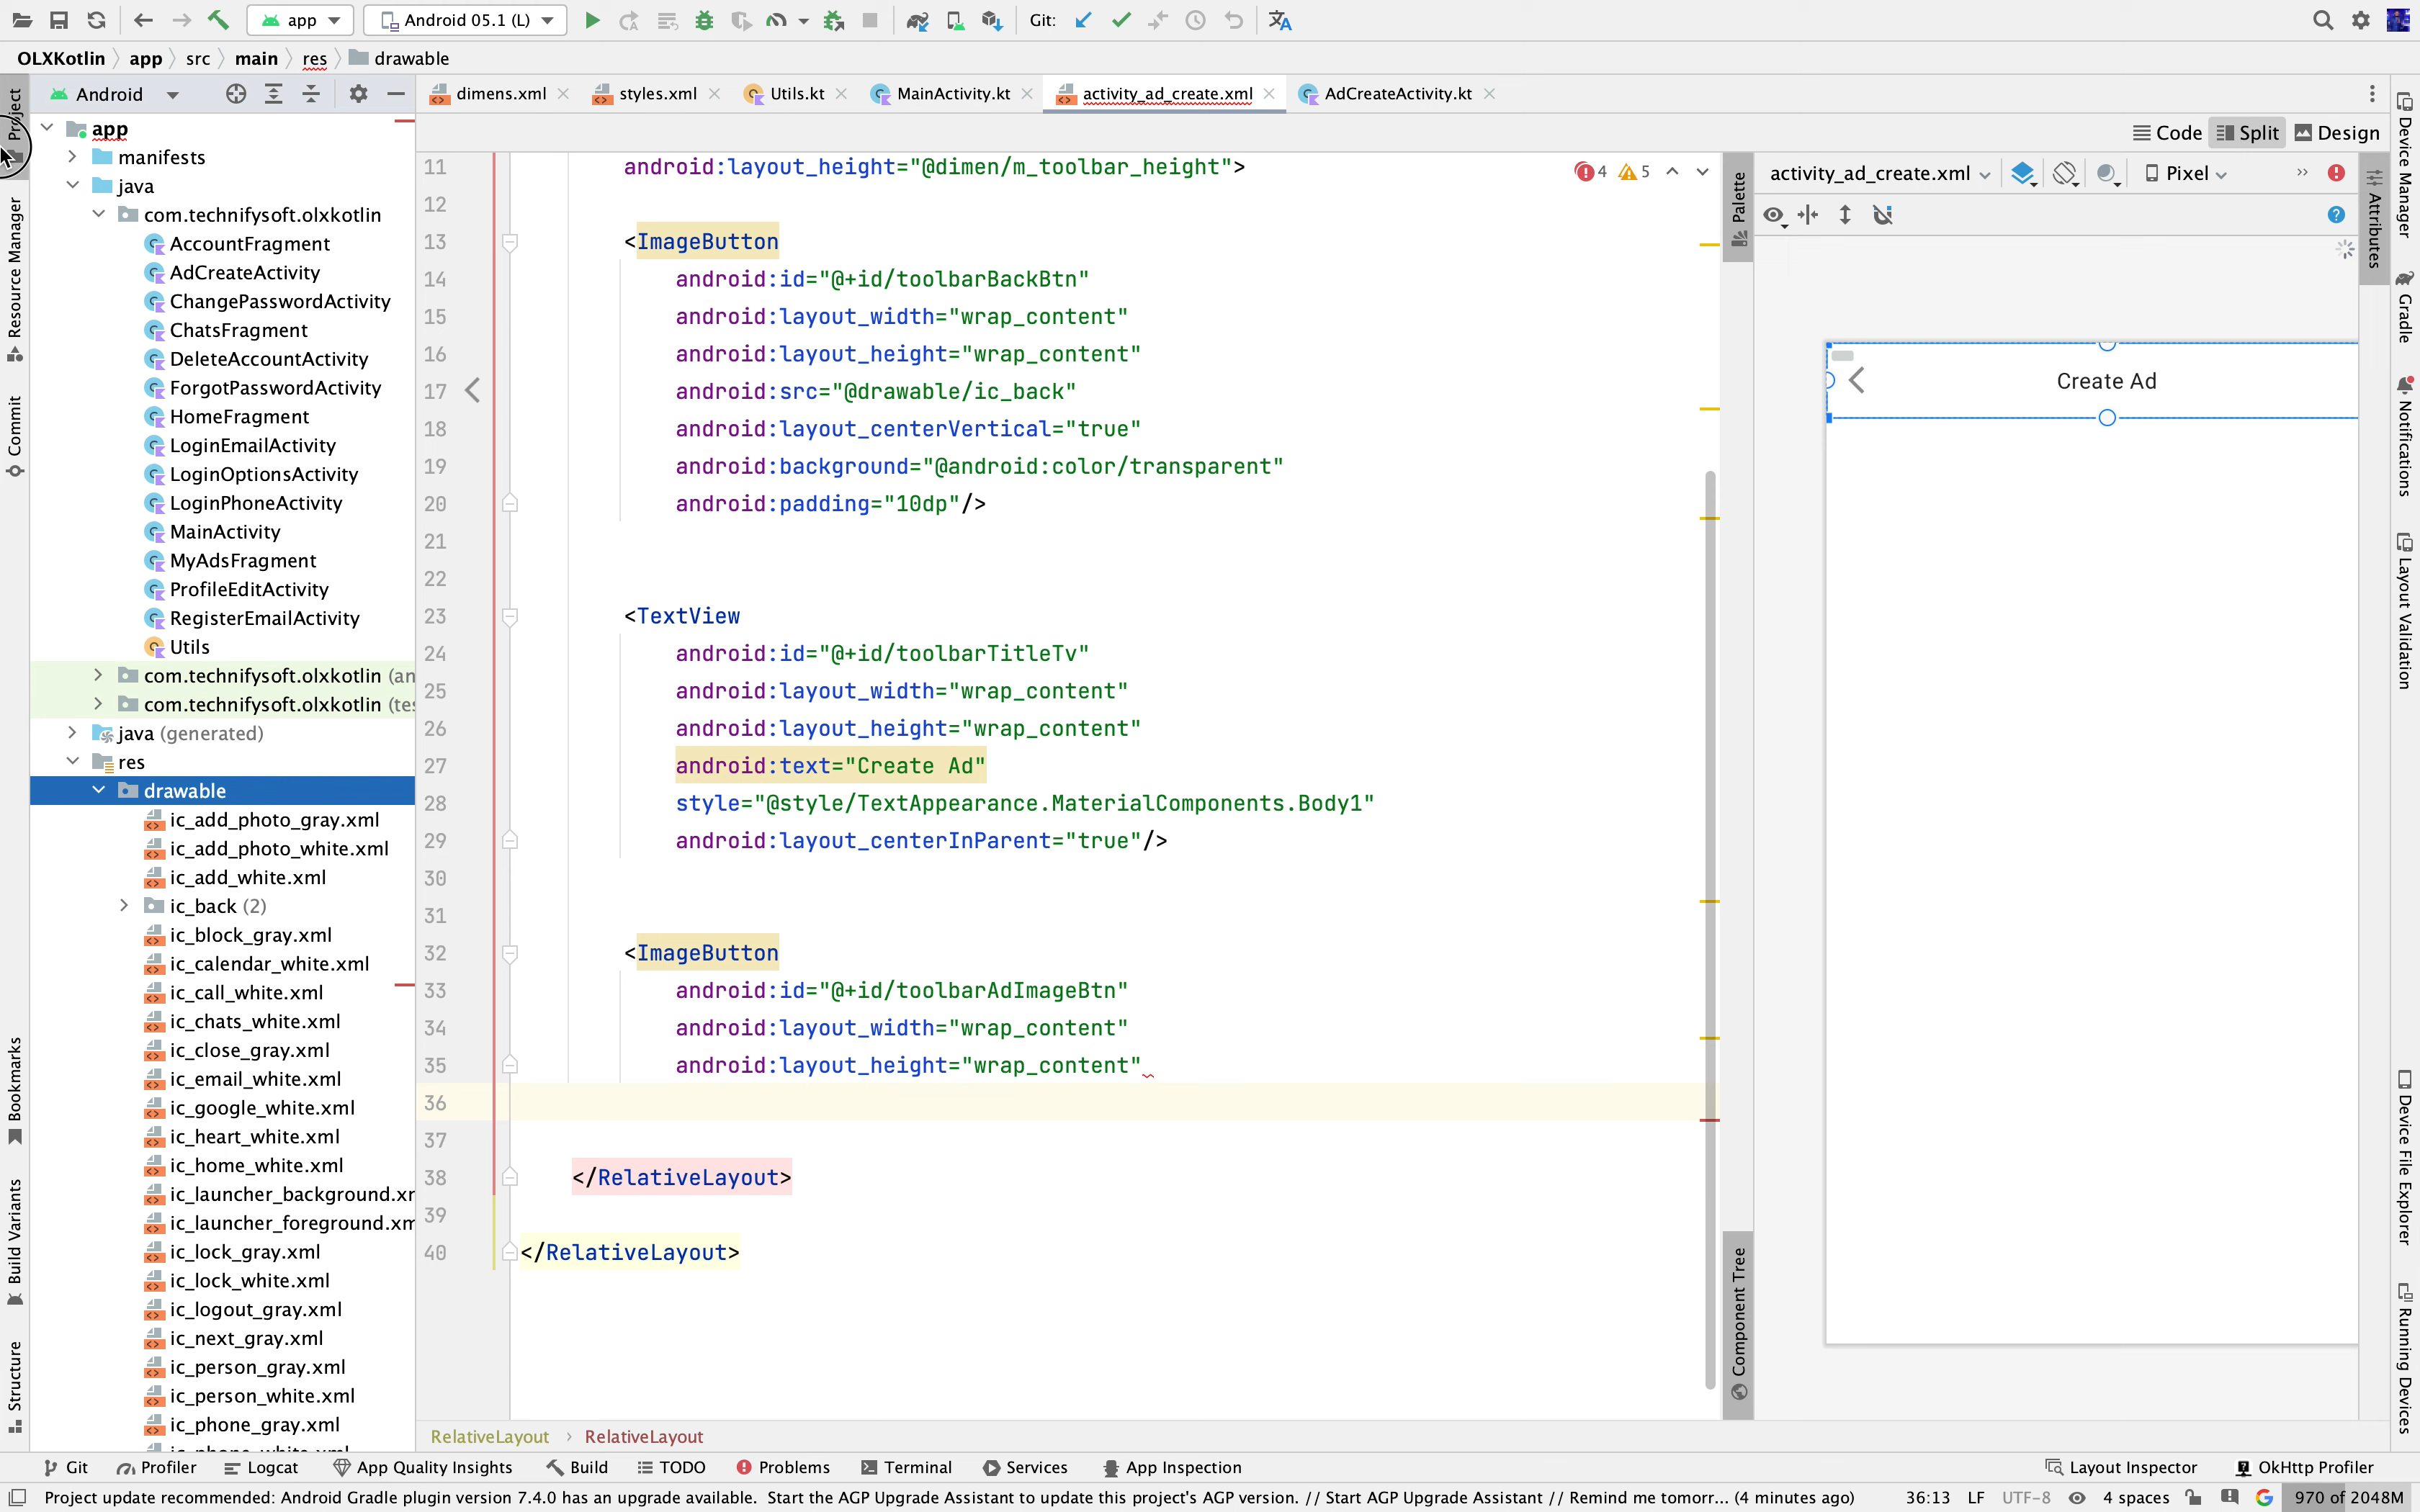 app
Android 05.1 (L)
Git:
OLXKotlin
app
src
main
res
drawable
Android
dimens.xml
styles.xml
Utils.kt
MainActivity.kt
activity_ad_create.xml
AdCreateActivity.kt
Code
Split
Design
Project
Resource Manager
Commit
Bookmarks
Build Variants
Structure
app
manifests
java
com.technifysoft.olxkotlin
AccountFragment
AdCreateActivity
ChangePasswordActivity
ChatsFragment
DeleteAccountActivity
ForgotPasswordActivity
HomeFragment
LoginEmailActivity
LoginOptionsActivity
LoginPhoneActivity
MainActivity
MyAdsFragment
ProfileEditActivity
RegisterEmailActivity
Utils
com.technifysoft.olxkotlin (an
com.technifysoft.olxkotlin (te
java (generated)
res
drawable
ic_add_photo_gray.xml
ic_add_photo_white.xml
ic_add_white.xml
ic_back (2)
ic_block_gray.xml
ic_calendar_white.xml
ic_call_white.xml
ic_chats_white.xml
ic_close_gray.xml
ic_email_white.xml
ic_google_white.xml
ic_heart_white.xml
ic_home_white.xml
ic_launcher_background.x
ic_launcher_foreground.x
ic_lock_gray.xml
ic_lock_white.xml
ic_logout_gray.xml
ic_next_gray.xml
ic_person_gray.xml
ic_person_white.xml
ic_phone_gray.xml
11 android:layout_height="@dimen/m_toolbar_height">
12
13 <ImageButton
14 android:id="@+id/toolbarBackBtn"
15 android:layout_width="wrap_content"
16 android:layout_height="wrap_content"
17 android:src="@drawable/ic_back"
18 android:layout_centerVertical="true"
19 android:background="@android:color/transparent"
20 android:padding="10dp"/>
21
22
23 <TextView
24 android:id="@+id/toolbarTitleTv"
25 android:layout_width="wrap_content"
26 android:layout_height="wrap_content"
27 android:text="Create Ad"
28 style="@style/TextAppearance.MaterialComponents.Body1"
29 android:layout_centerInParent="true"/>
30
31
32 <ImageButton
33 android:id="@+id/toolbarAdImageBtn"
34 android:layout_width="wrap_content"
35 android:layout_height="wrap_content"
36
37
38 </RelativeLayout>
39
40 </RelativeLayout>
4
5
RelativeLayout
RelativeLayout
Palette
Component Tree
activity_ad_create.xml
Pixel
Create Ad
Attributes
Device Manager
Gradle
Notifications
Layout Validation
Device File Explorer
Running Devices
Git
Profiler
Logcat
App Quality Insights
Build
TODO
Problems
Terminal
Services
App Inspection
Layout Inspector
OkHttp Profiler
Project update recommended: Android Gradle plugin version 7.4.0 has an upgrade available. Start the AGP Upgrade Assistant to update this project's AGP version. // Start AGP Upgrade Assistant // Remind me tomorr... (4 minutes ago)
36:13
LF
UTF-8
4 spaces
970 of 2048M